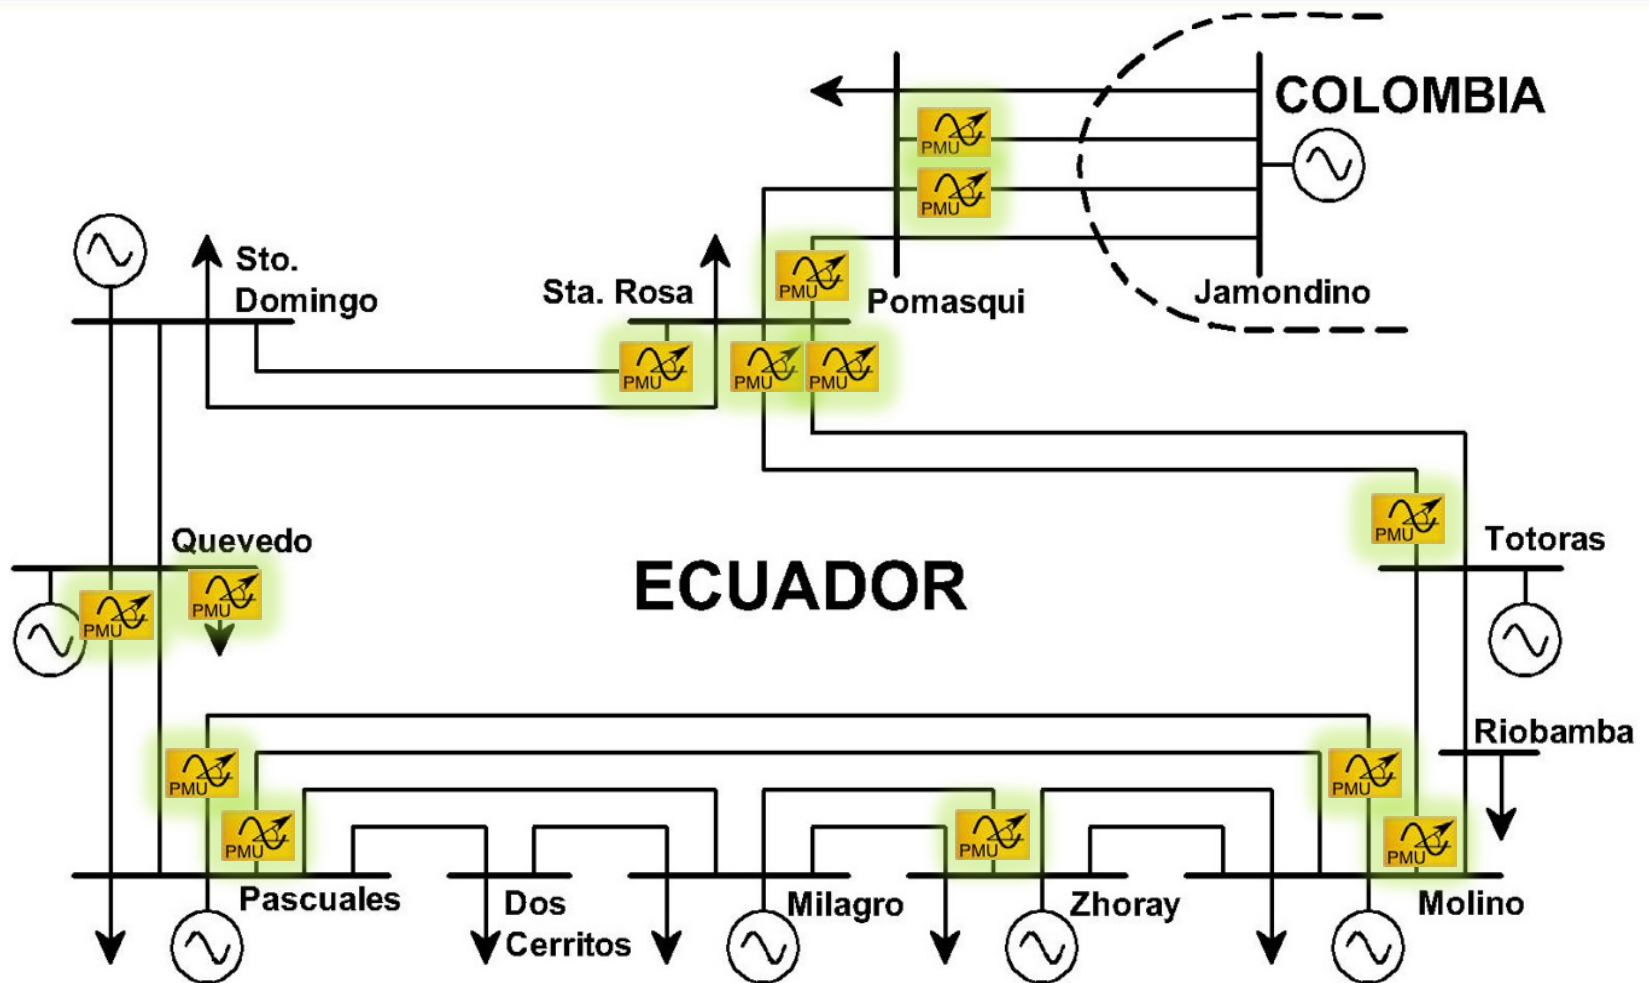 COLOMBIA
PMU
PMU
Sto.
Domingo
Sta. Rosa
PMU
Pomasqui
Jamondino
PMU
PMU
PMU
PMU
Totoras
Quevedo
ECUADOR
PMU
PMU
Riobamba
PMU
PMU
PMU
PMU
PMU
PMU
Pascuales
Dos
Cerritos
Milagro
Zhoray
Molino